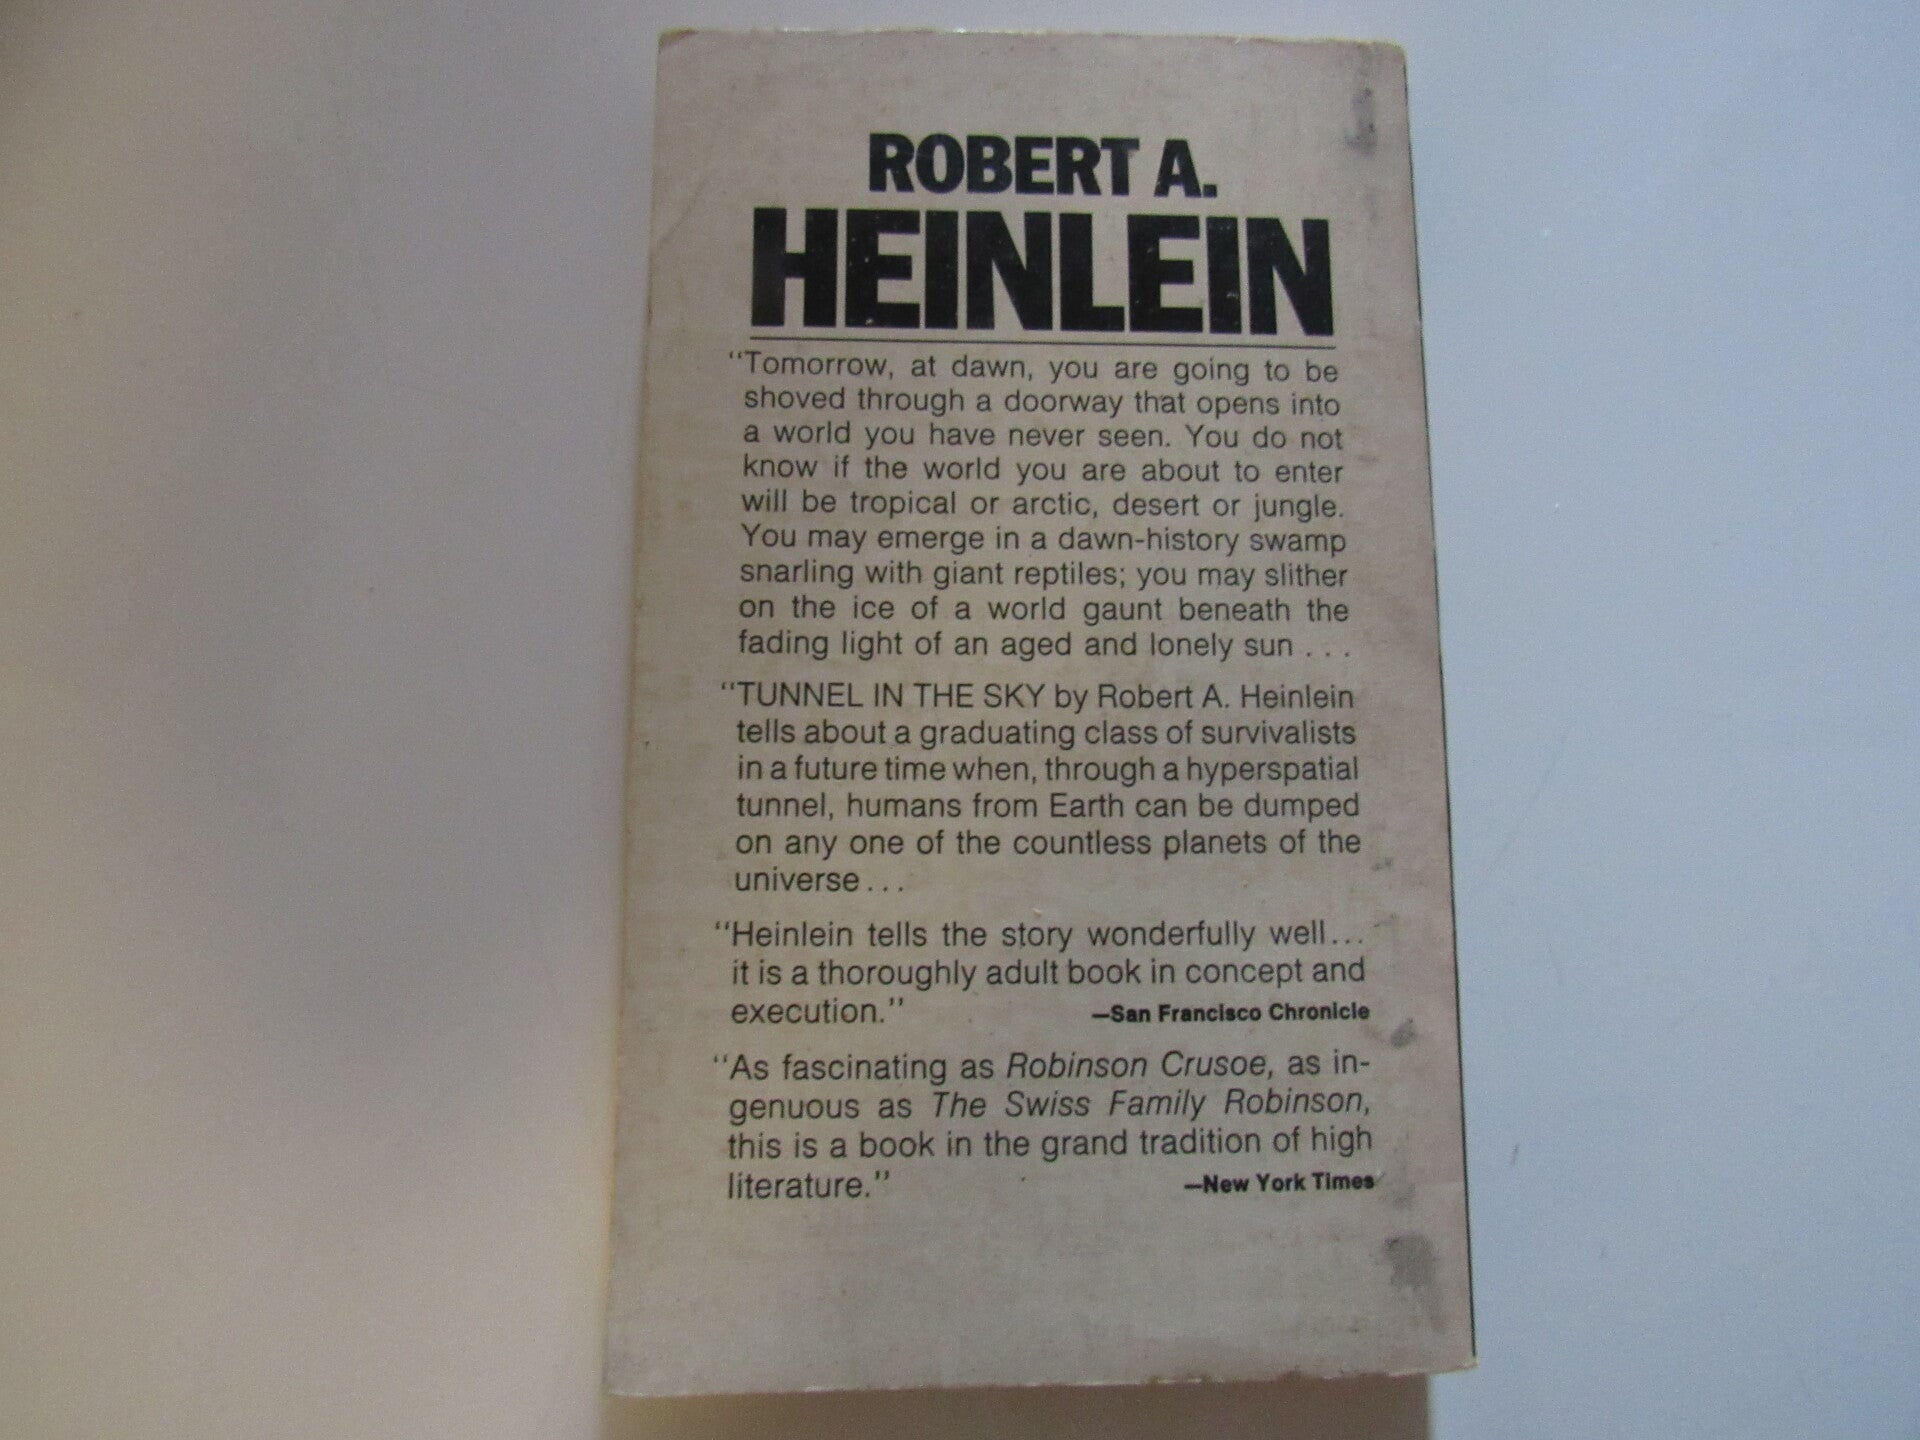 ROBERT A.
HEINLEIN
“Tomorrow, at dawn, you are going to be
shoved through a doorway that opens into
a world you have never seen. You do not
know if the world you are about to enter
will be tropical or arctic, desert or jungle.
You may emerge in a dawn-history swamp
snarling with giant reptiles; you may slither
on the ice of a world gaunt beneath the
fading light of an aged and lonely sun . . .
“TUNNEL IN THE SKY by Robert A. Heinlein
tells about a graduating class of survivalists
in a future time when, through a hyperspatial
tunnel, humans from Earth can be dumped
on any one of the countless planets of the
universe . . .
“Heinlein tells the story wonderfully well...
it is a thoroughly adult book in concept and
execution.” —San Francisco Chronicle
“As fascinating as Robinson Crusoe, as in-
genuous as The Swiss Family Robinson,
this is a book in the grand tradition of high
literature.” —New York Times